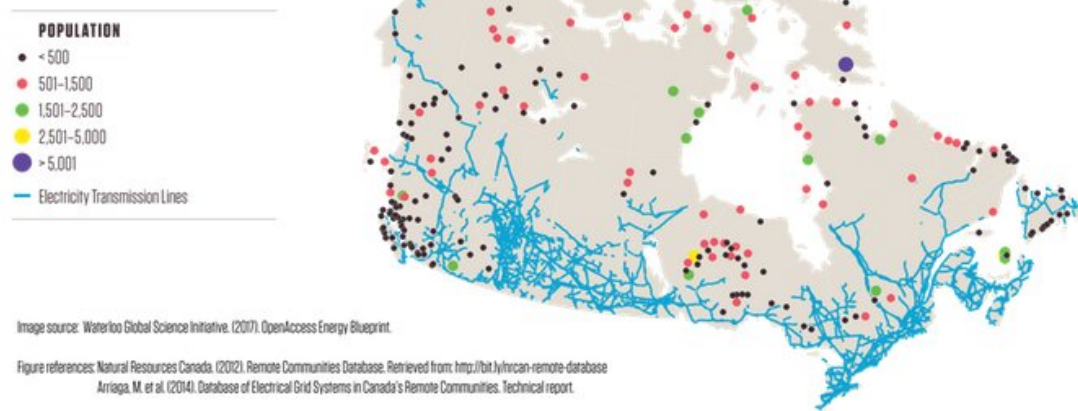 POPULATION
< 500
501–1,500
1,501–2,500
2,501–5,000
> 5,001
Electricity Transmission Lines
Image source: Waterloo Global Science Initiative. (2017). OpenAccess Energy Blueprint.
Figure references: Natural Resources Canada. (2012). Remote Communities Database. Retrieved from: http://bit.ly/nrcan-remote-database
Arriaga, M. et al. (2014). Database of Electrical Grid Systems in Canada's Remote Communities. Technical report.